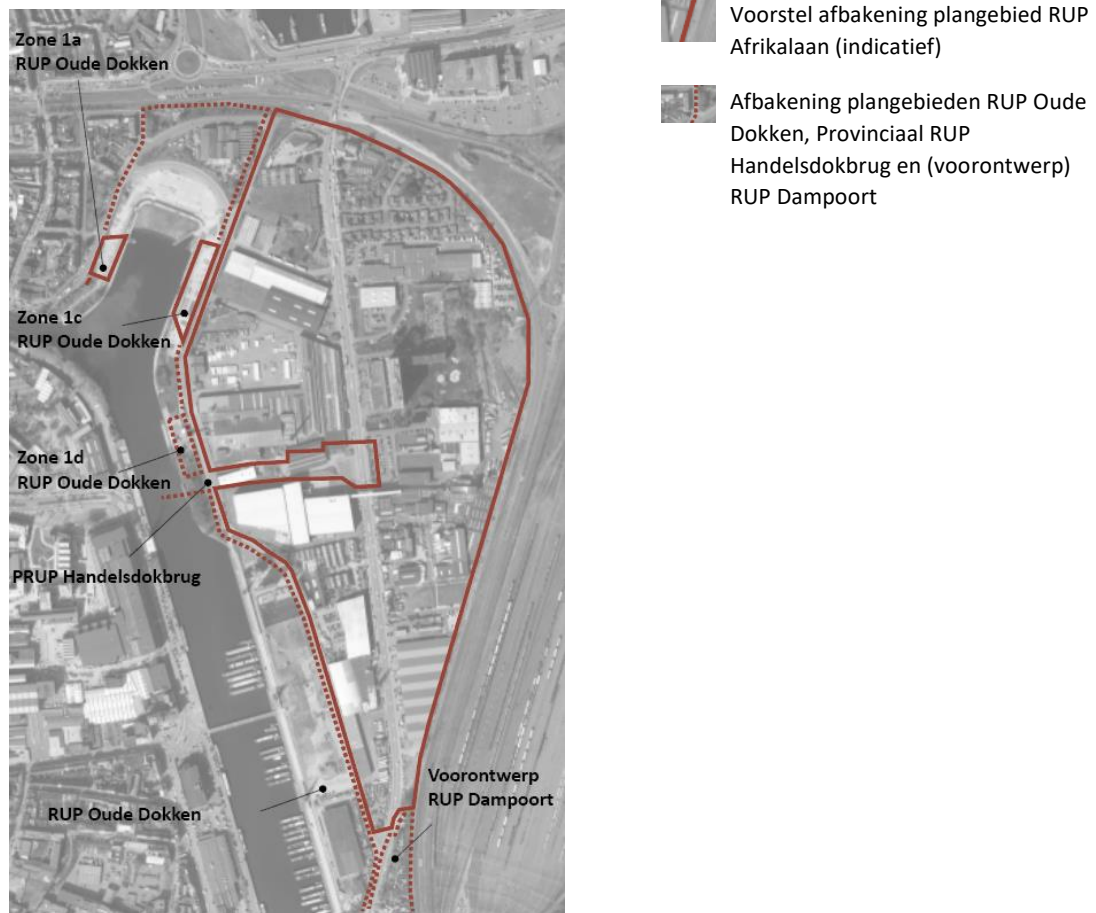 Zone 1a
RUP Oude Dokken
Zone 1c
RUP Oude Dokken
Zone 1d
RUP Oude Dokken
PRUP Handelsdokbrug
RUP Oude Dokken
Voorontwerp
RUP Dampoort
Voorstel afbakening plangebied RUP
Afrikalaan (indicatief)
Afbakening plangebieden RUP Oude
Dokken, Provinciaal RUP
Handelsdokbrug en (voorontwerp)
RUP Dampoort